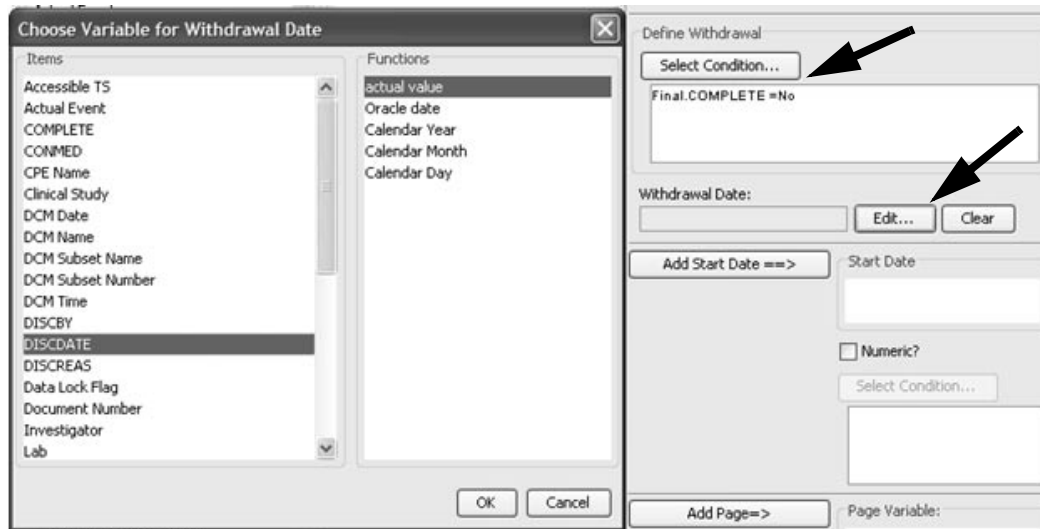 Choose Variable for Withdrawal Date
Items
Accessible TS
Actual Event
COMPLETE
CONMED
CPE Name
Clinical Study
DCM Date
DCM Name
DCM Subset Name
DCM Subset Number
DCM Time
DISCBY
DISCDATE
DISCREAS
Data Lock Flag
Document Number
Investigator
Lab
Functions
actual value
Oracle date
Calendar Year
Calendar Month
Calendar Day
OK Cancel
Define Withdrawal
Select Condition...
Final.COMPLETE =No
Withdrawal Date:
Edit... Clear
Add Start Date ==>
Start Date
Numeric?
Select Condition...
Add Page=>
Page Variable: